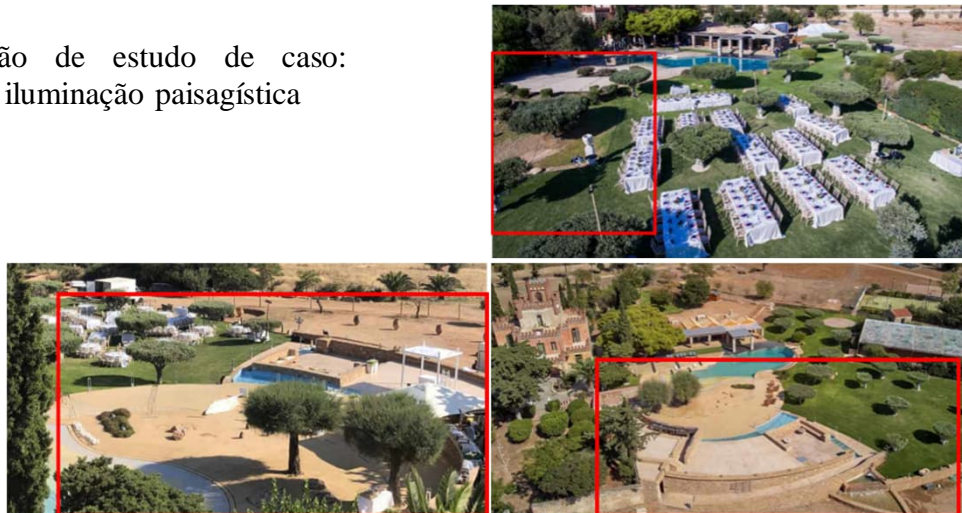 ão de estudo de caso:
iluminação paisagística